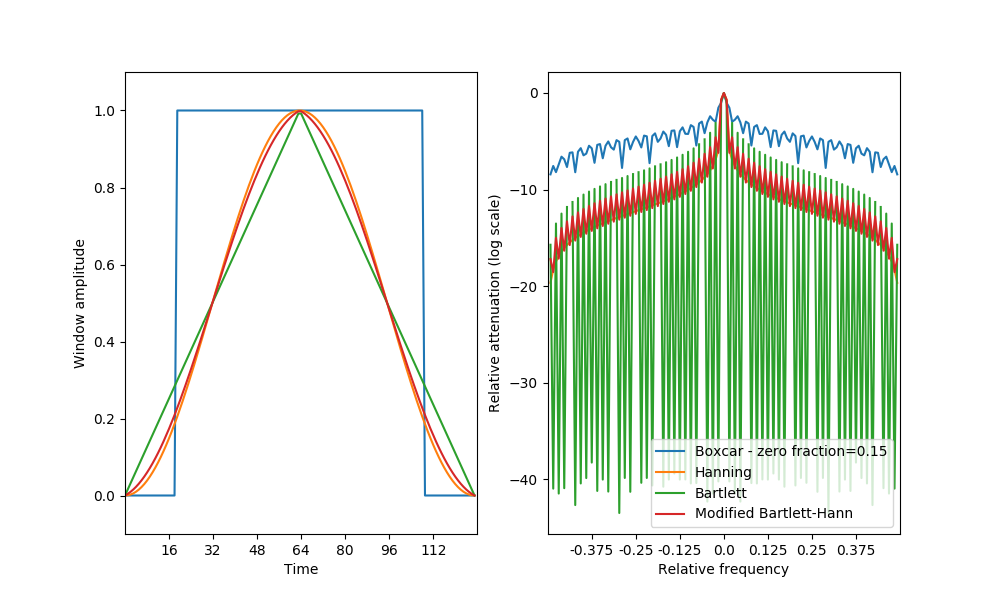 1.0
0.8
0.6
0.4
0.2
0.0
Window amplitude
16 32 48 64 80 96 112
Time
0
−10
−20
−30
−40
Relative attenuation (log scale)
Boxcar - zero fraction=0.15
Hanning
Bartlett
Modified Bartlett-Hann
-0.375 -0.25 -0.125 0.0 0.125 0.25 0.375
Relative frequency